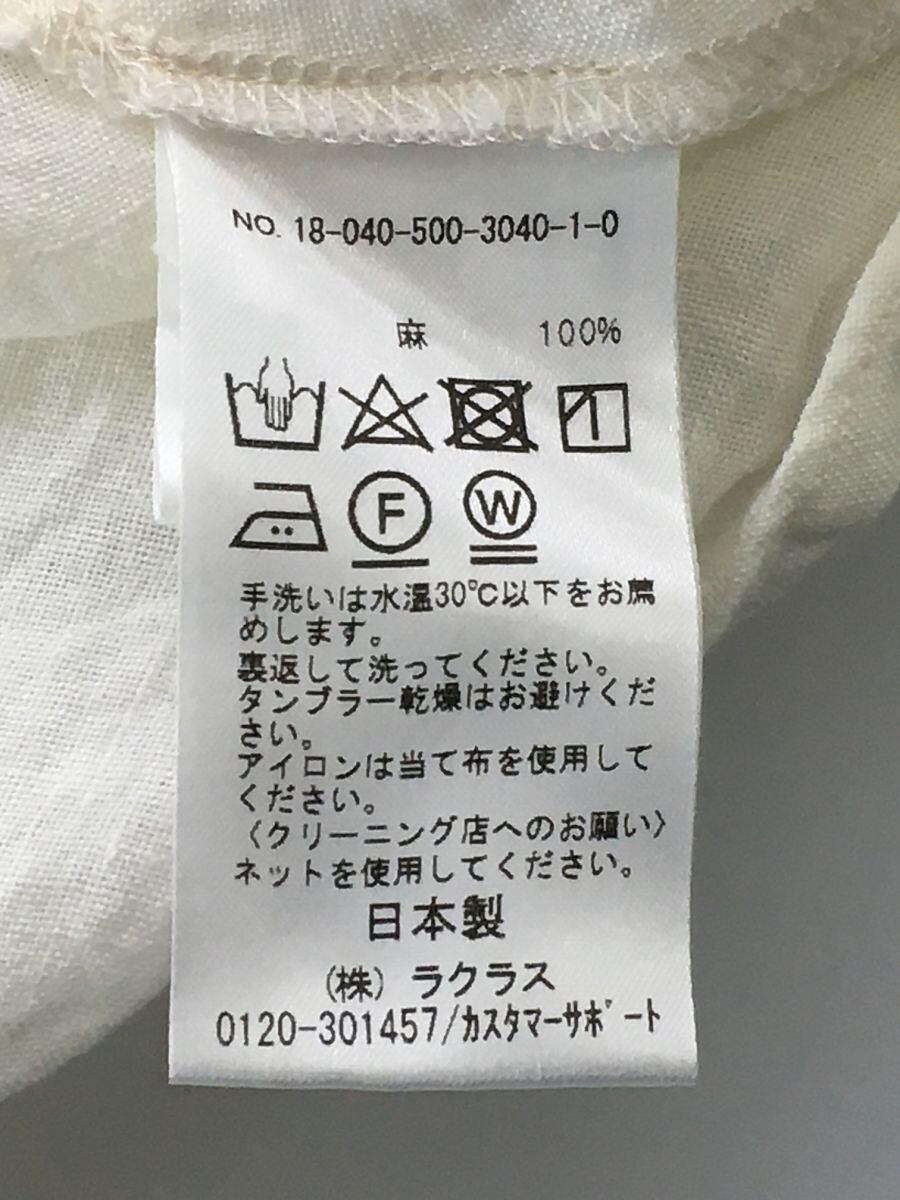 NO. 18-040-500-3040-1-0
麻 100%
F W
手洗いは水温30℃以下をお薦
めします。
裏返して洗ってください。
タンブラー乾燥はお避けくだ
さい。
アイロンは当て布を使用して
ください。
〈クリーニング店へのお願い〉
ネットを使用してください。
日本製
(株) ラクラス
0120-301457/カスタマーサポート